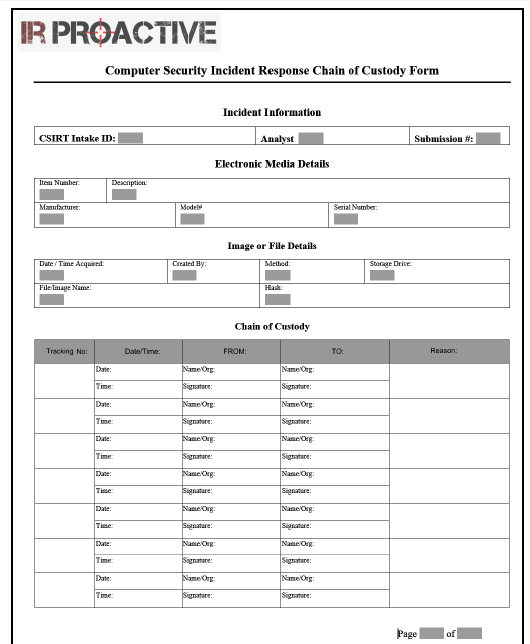 IR PROACTIVE
Computer Security Incident Response Chain of Custody Form
Incident Information
CSIRT Intake ID: Analyst Submission #:
Electronic Media Details
Item Number: Description:
Manufacturer: Model# Serial Number:
Image or File Details
Date / Time Acquired: Created By: Method: Storage Drive:
File/Image Name: Hash:
Chain of Custody
Tracking No: Date/Time: FROM: TO: Reason:
Date: Name/Org: Name/Org:
Time: Signature: Signature:
Date: Name/Org: Name/Org:
Time: Signature: Signature:
Date: Name/Org: Name/Org:
Time: Signature: Signature:
Date: Name/Org: Name/Org:
Time: Signature: Signature:
Date: Name/Org: Name/Org:
Time: Signature: Signature:
Date: Name/Org: Name/Org:
Time: Signature: Signature:
Date: Name/Org: Name/Org:
Time: Signature: Signature:
Page of